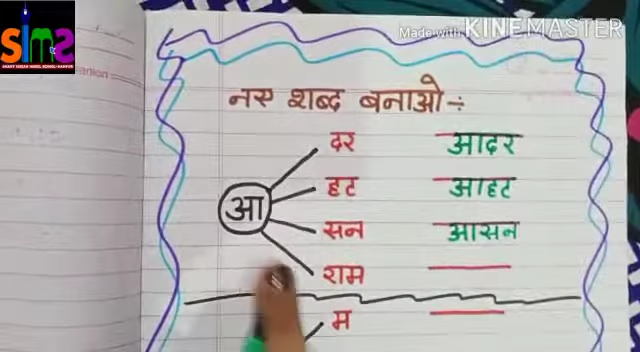 Made with KINEMASTER
SimS
नए शब्द बनाओ ÷
दर आदर
हट आहट
आ
सन आसन
राम
म